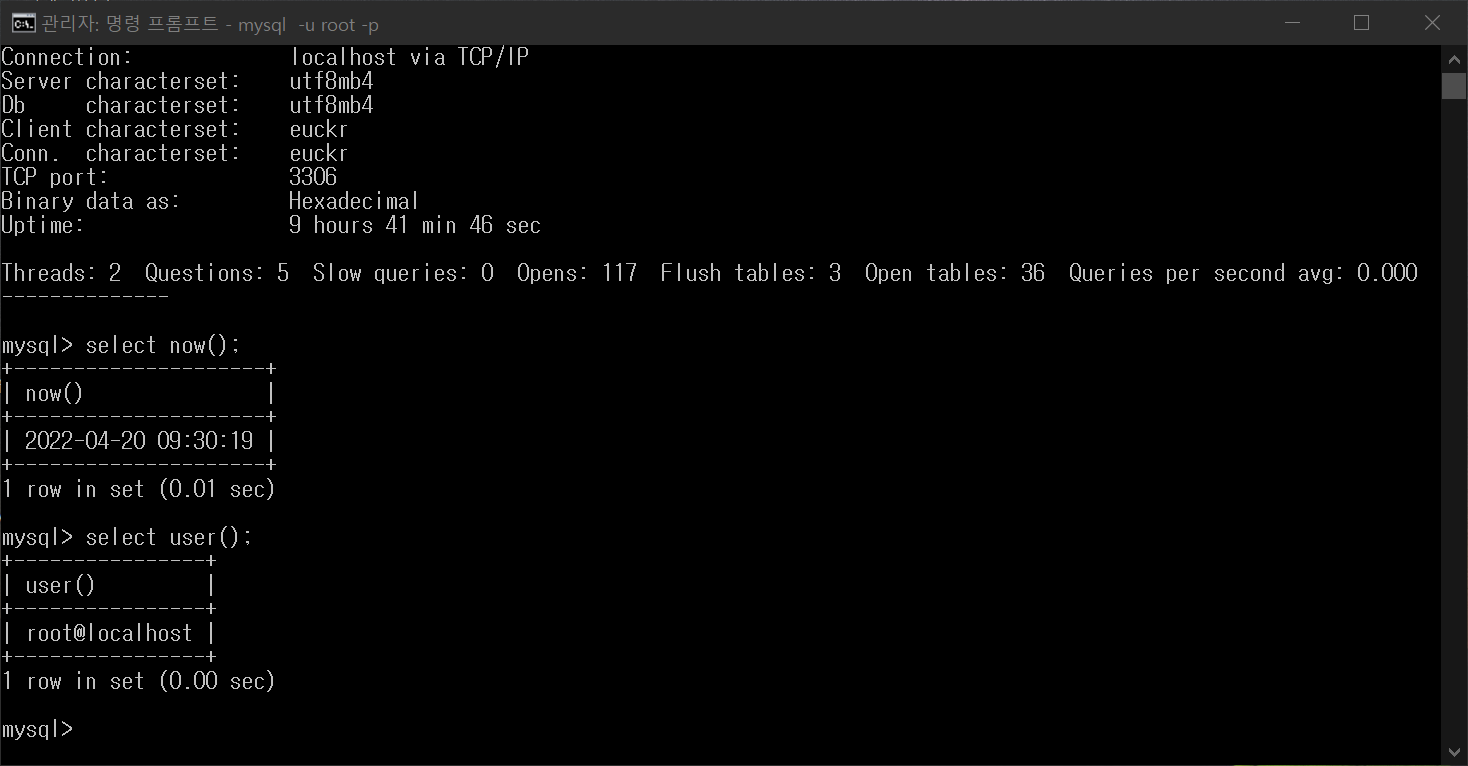 관리자: 명령 프롬프트 - mysql  -u root -p
Connection:             localhost via TCP/IP
Server characterset:    utf8mb4
Db     characterset:    utf8mb4
Client characterset:    euckr
Conn.  characterset:    euckr
TCP port:               3306
Binary data as:         Hexadecimal
Uptime:                 9 hours 41 min 46 sec

Threads: 2  Questions: 5  Slow queries: 0  Opens: 117  Flush tables: 3  Open tables: 36  Queries per second avg: 0.000
--------------

mysql> select now();
+---------------------+
| now()               |
+---------------------+
| 2022-04-20 09:30:19 |
+---------------------+
1 row in set (0.01 sec)

mysql> select user();
+----------------+
| user()         |
+----------------+
| root@localhost |
+----------------+
1 row in set (0.00 sec)

mysql>